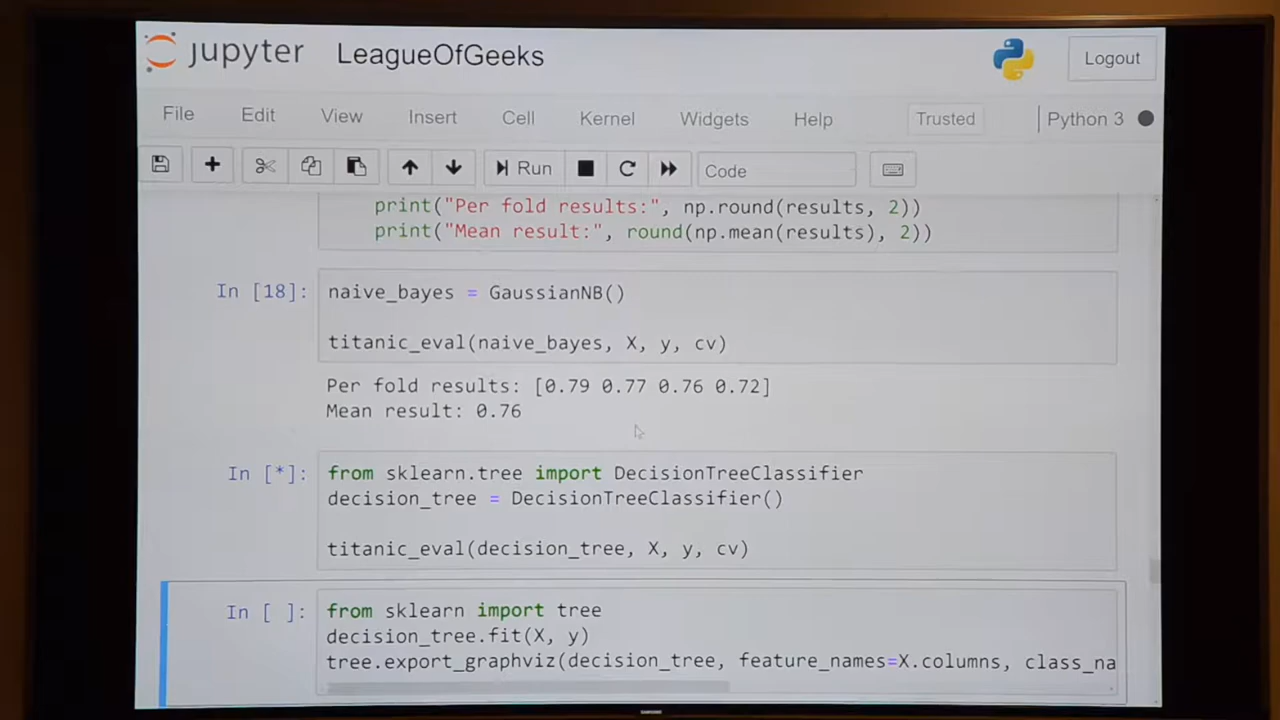 jupyter LeagueOfGeeks
Logout
File Edit View Insert Cell Kernel Widgets Help Trusted Python 3
Run Code
print("Per fold results:", np.round(results, 2))
print("Mean result:", round(np.mean(results), 2))
In [18]: naive_bayes = GaussianNB()
titanic_eval(naive_bayes, X, y, cv)
Per fold results: [0.79 0.77 0.76 0.72]
Mean result: 0.76
In [*]: from sklearn.tree import DecisionTreeClassifier
decision_tree = DecisionTreeClassifier()
titanic_eval(decision_tree, X, y, cv)
In [ ]: from sklearn import tree
decision_tree.fit(X, y)
tree.export_graphviz(decision_tree, feature_names=X.columns, class_na
SAMSUNG